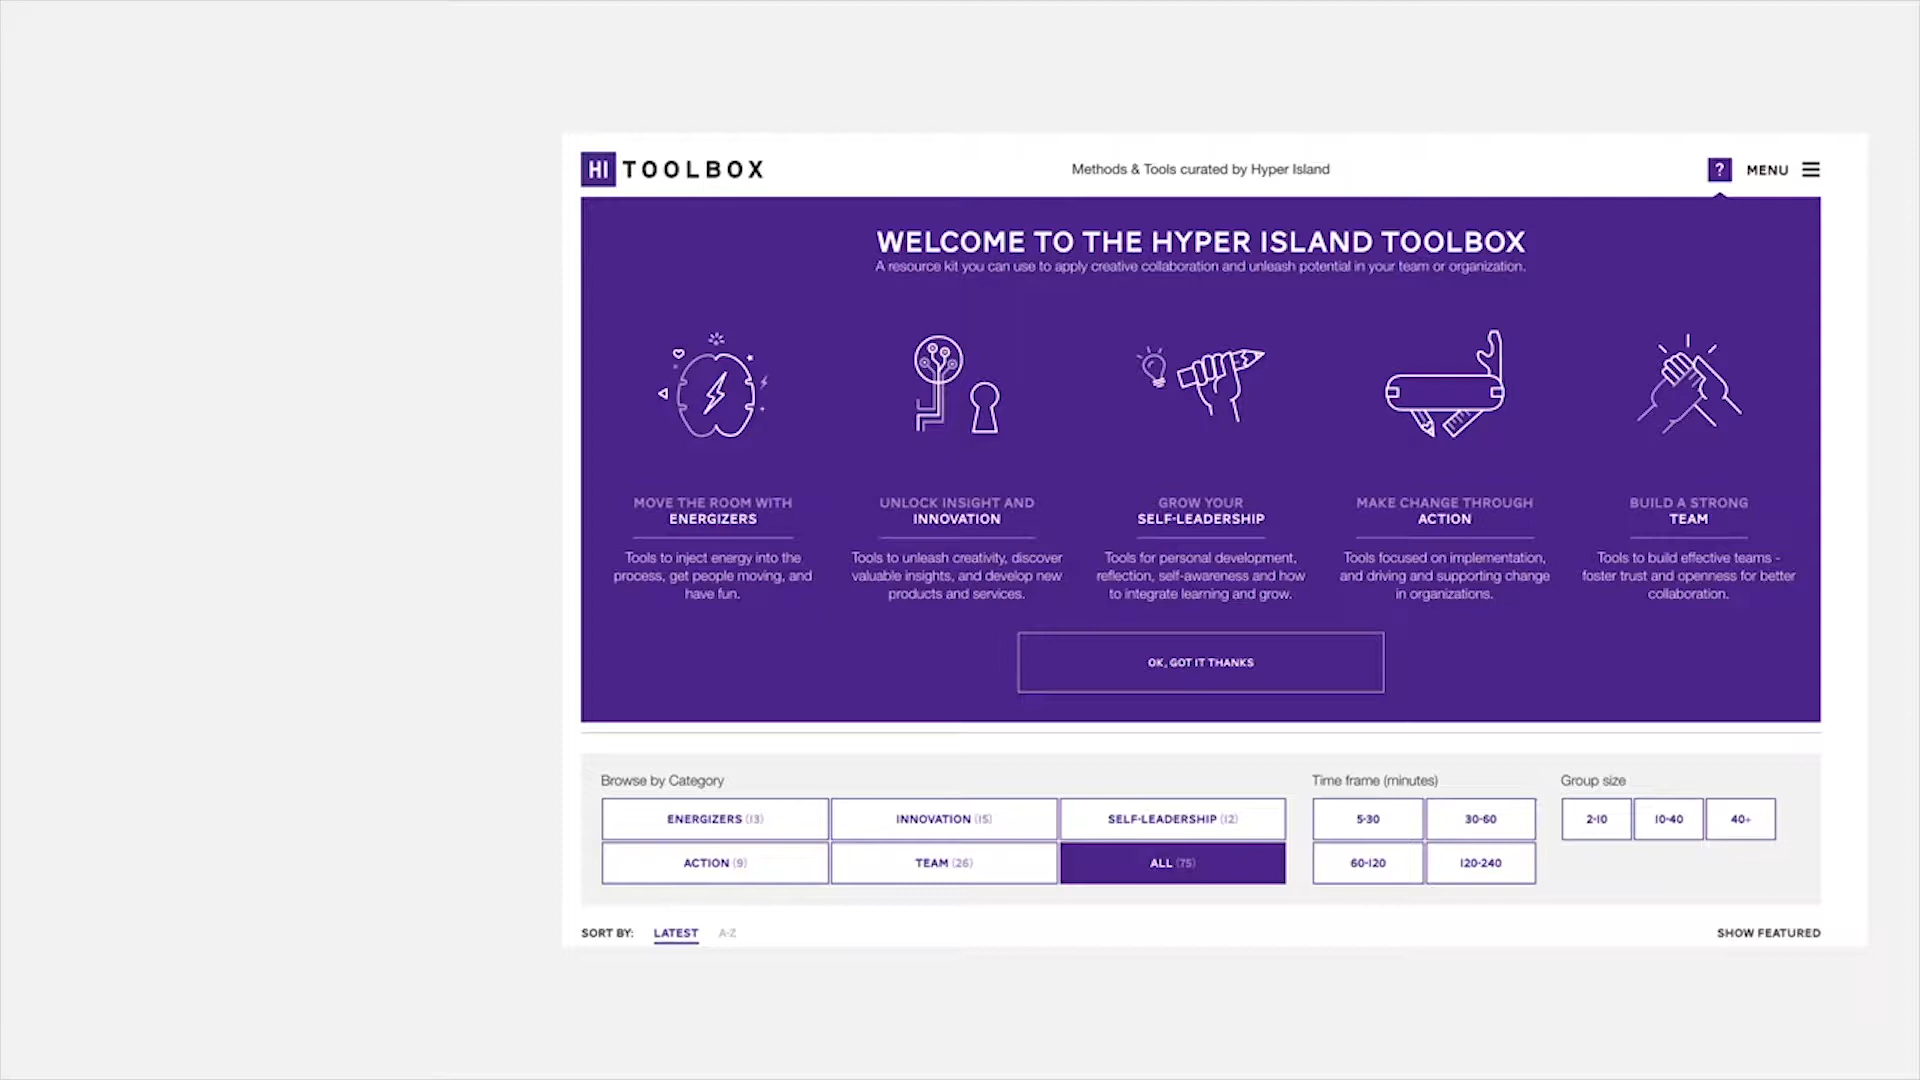 HI TOOLBOX
Methods & Tools curated by Hyper Island
? MENU
WELCOME TO THE HYPER ISLAND TOOLBOX
A resource kit you can use to apply creative collaboration and unleash potential in your team or organization.
MOVE THE ROOM WITH
ENERGIZERS
Tools to inject energy into the
process, get people moving, and
have fun.
UNLOCK INSIGHT AND
INNOVATION
Tools to unleash creativity, discover
valuable insights, and develop new
products and services.
GROW YOUR
SELF-LEADERSHIP
Tools for personal development,
reflection, self-awareness and how
to integrate learning and grow.
MAKE CHANGE THROUGH
ACTION
Tools focused on implementation,
and driving and supporting change
in organizations.
BUILD A STRONG
TEAM
Tools to build effective teams -
foster trust and openness for better
collaboration.
OK, GOT IT THANKS
Browse by Category
ENERGIZERS (13)
INNOVATION (15)
SELF-LEADERSHIP (12)
ACTION (9)
TEAM (26)
ALL (75)
Time frame (minutes)
5-30
30-60
60-120
120-240
Group size
2-10
10-40
40+
SORT BY: LATEST A-Z
SHOW FEATURED